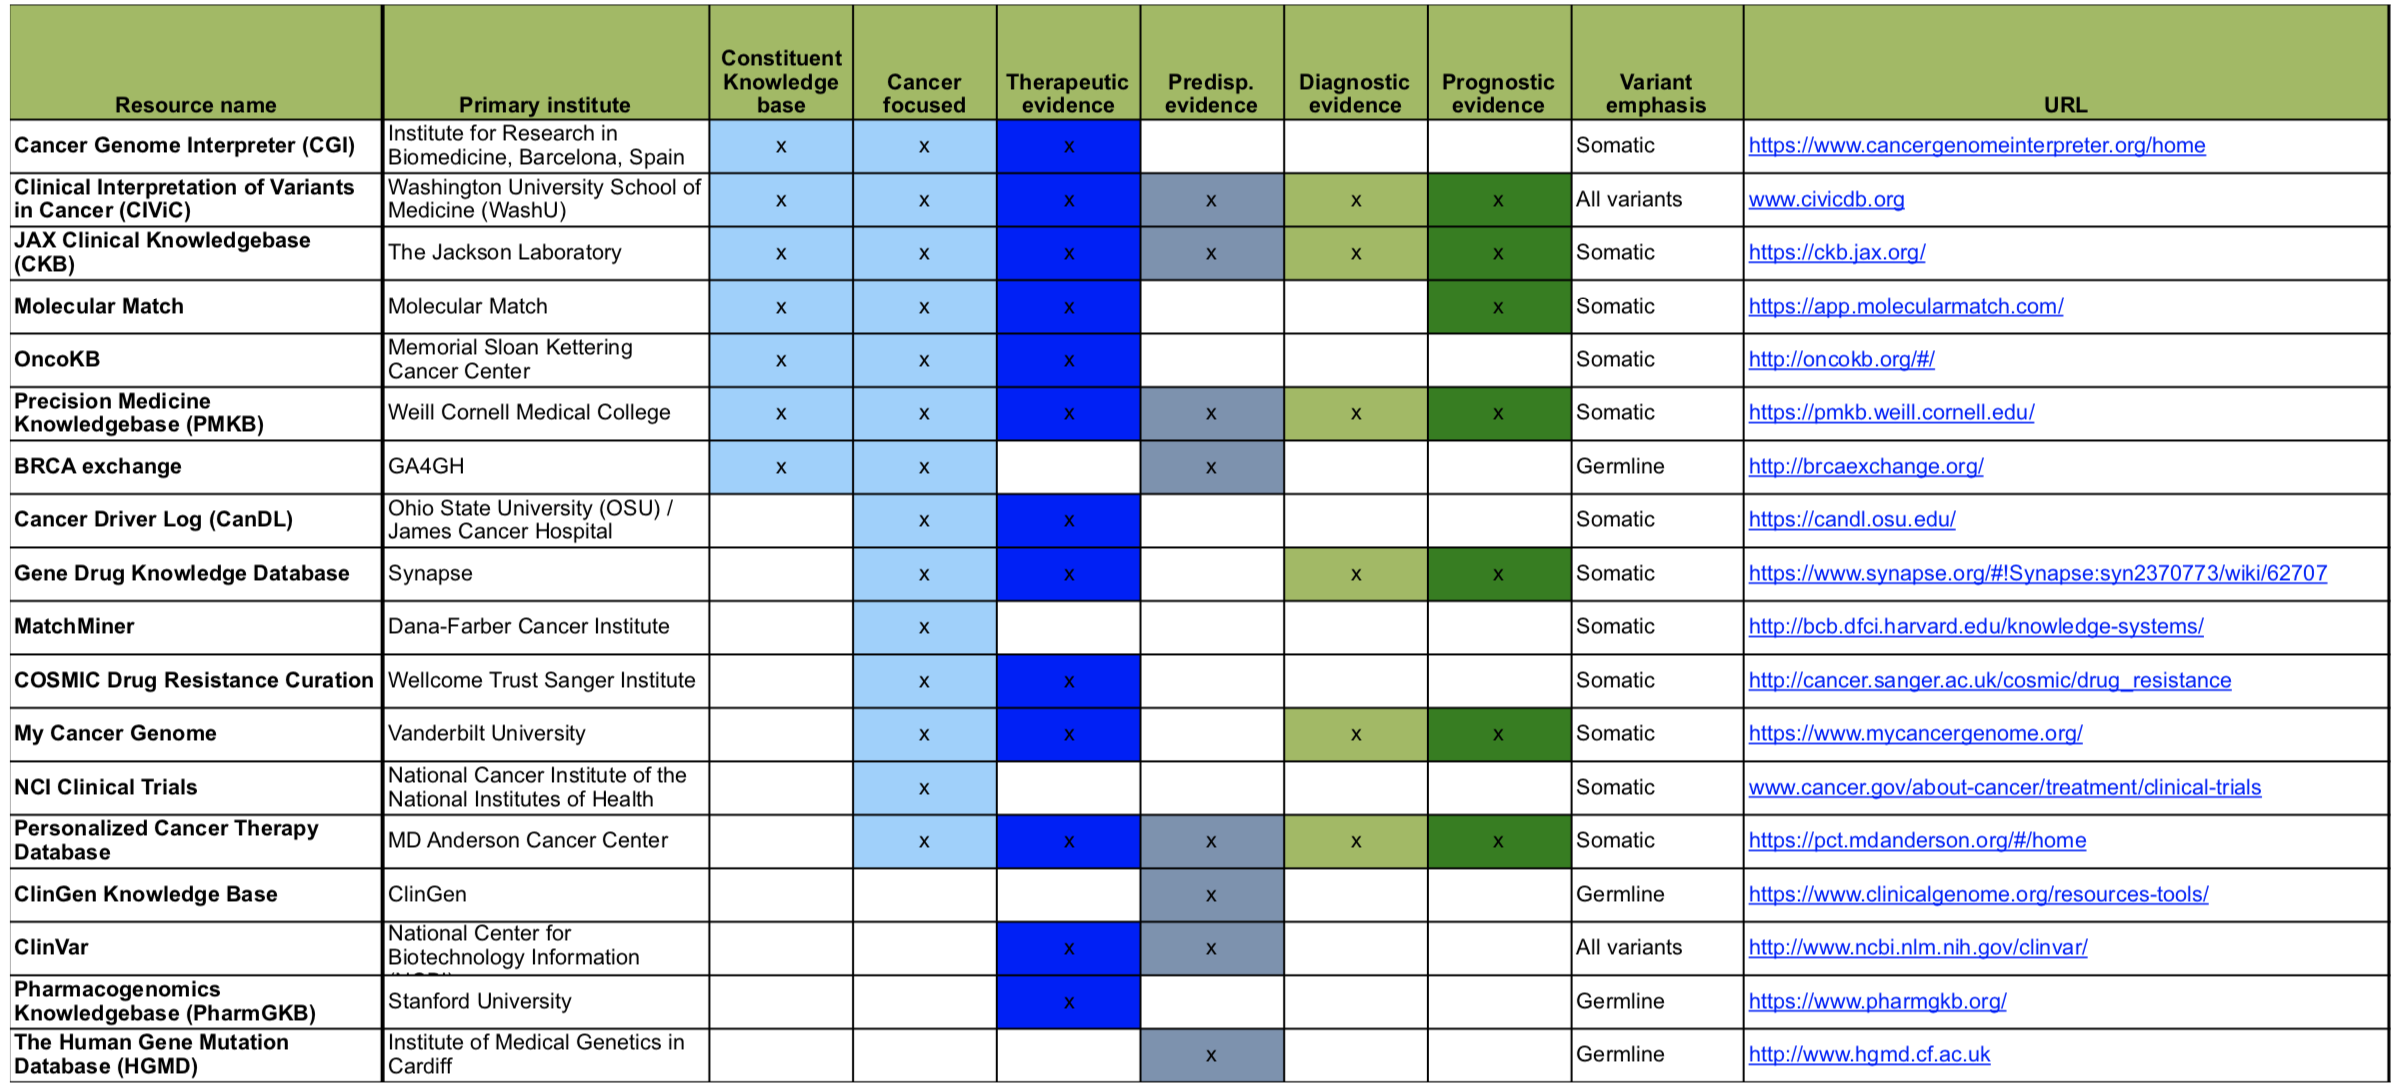 Resource name Primary institute Constituent Knowledge base Cancer focused Therapeutic evidence Predisp. evidence Diagnostic evidence Prognostic evidence Variant emphasis URL
Cancer Genome Interpreter (CGI) Institute for Research in Biomedicine, Barcelona, Spain x x x Somatic https://www.cancergenomeinterpreter.org/home
Clinical Interpretation of Variants in Cancer (CIViC) Washington University School of Medicine (WashU) x x x x x x All variants www.civicdb.org
JAX Clinical Knowledgebase (CKB) The Jackson Laboratory x x x x x x Somatic https://ckb.jax.org/
Molecular Match Molecular Match x x x x Somatic https://app.molecularmatch.com/
OncoKB Memorial Sloan Kettering Cancer Center x x x Somatic http://oncokb.org/#/
Precision Medicine Knowledgebase (PMKB) Weill Cornell Medical College x x x x x x Somatic https://pmkb.weill.cornell.edu/
BRCA exchange GA4GH x x x Germline http://brcaexchange.org/
Cancer Driver Log (CanDL) Ohio State University (OSU) / James Cancer Hospital x x Somatic https://candl.osu.edu/
Gene Drug Knowledge Database Synapse x x x x Somatic https://www.synapse.org/#!Synapse:syn2370773/wiki/62707
MatchMiner Dana-Farber Cancer Institute x Somatic http://bcb.dfci.harvard.edu/knowledge-systems/
COSMIC Drug Resistance Curation Wellcome Trust Sanger Institute x x Somatic http://cancer.sanger.ac.uk/cosmic/drug_resistance
My Cancer Genome Vanderbilt University x x x x Somatic https://www.mycancergenome.org/
NCI Clinical Trials National Cancer Institute of the National Institutes of Health x Somatic www.cancer.gov/about-cancer/treatment/clinical-trials
Personalized Cancer Therapy Database MD Anderson Cancer Center x x x x x Somatic https://pct.mdanderson.org/#/home
ClinGen Knowledge Base ClinGen x Germline https://www.clinicalgenome.org/resources-tools/
ClinVar National Center for Biotechnology Information x x All variants http://www.ncbi.nlm.nih.gov/clinvar/
Pharmacogenomics Knowledgebase (PharmGKB) Stanford University x Germline https://www.pharmgkb.org/
The Human Gene Mutation Database (HGMD) Institute of Medical Genetics in Cardiff x Germline http://www.hgmd.cf.ac.uk